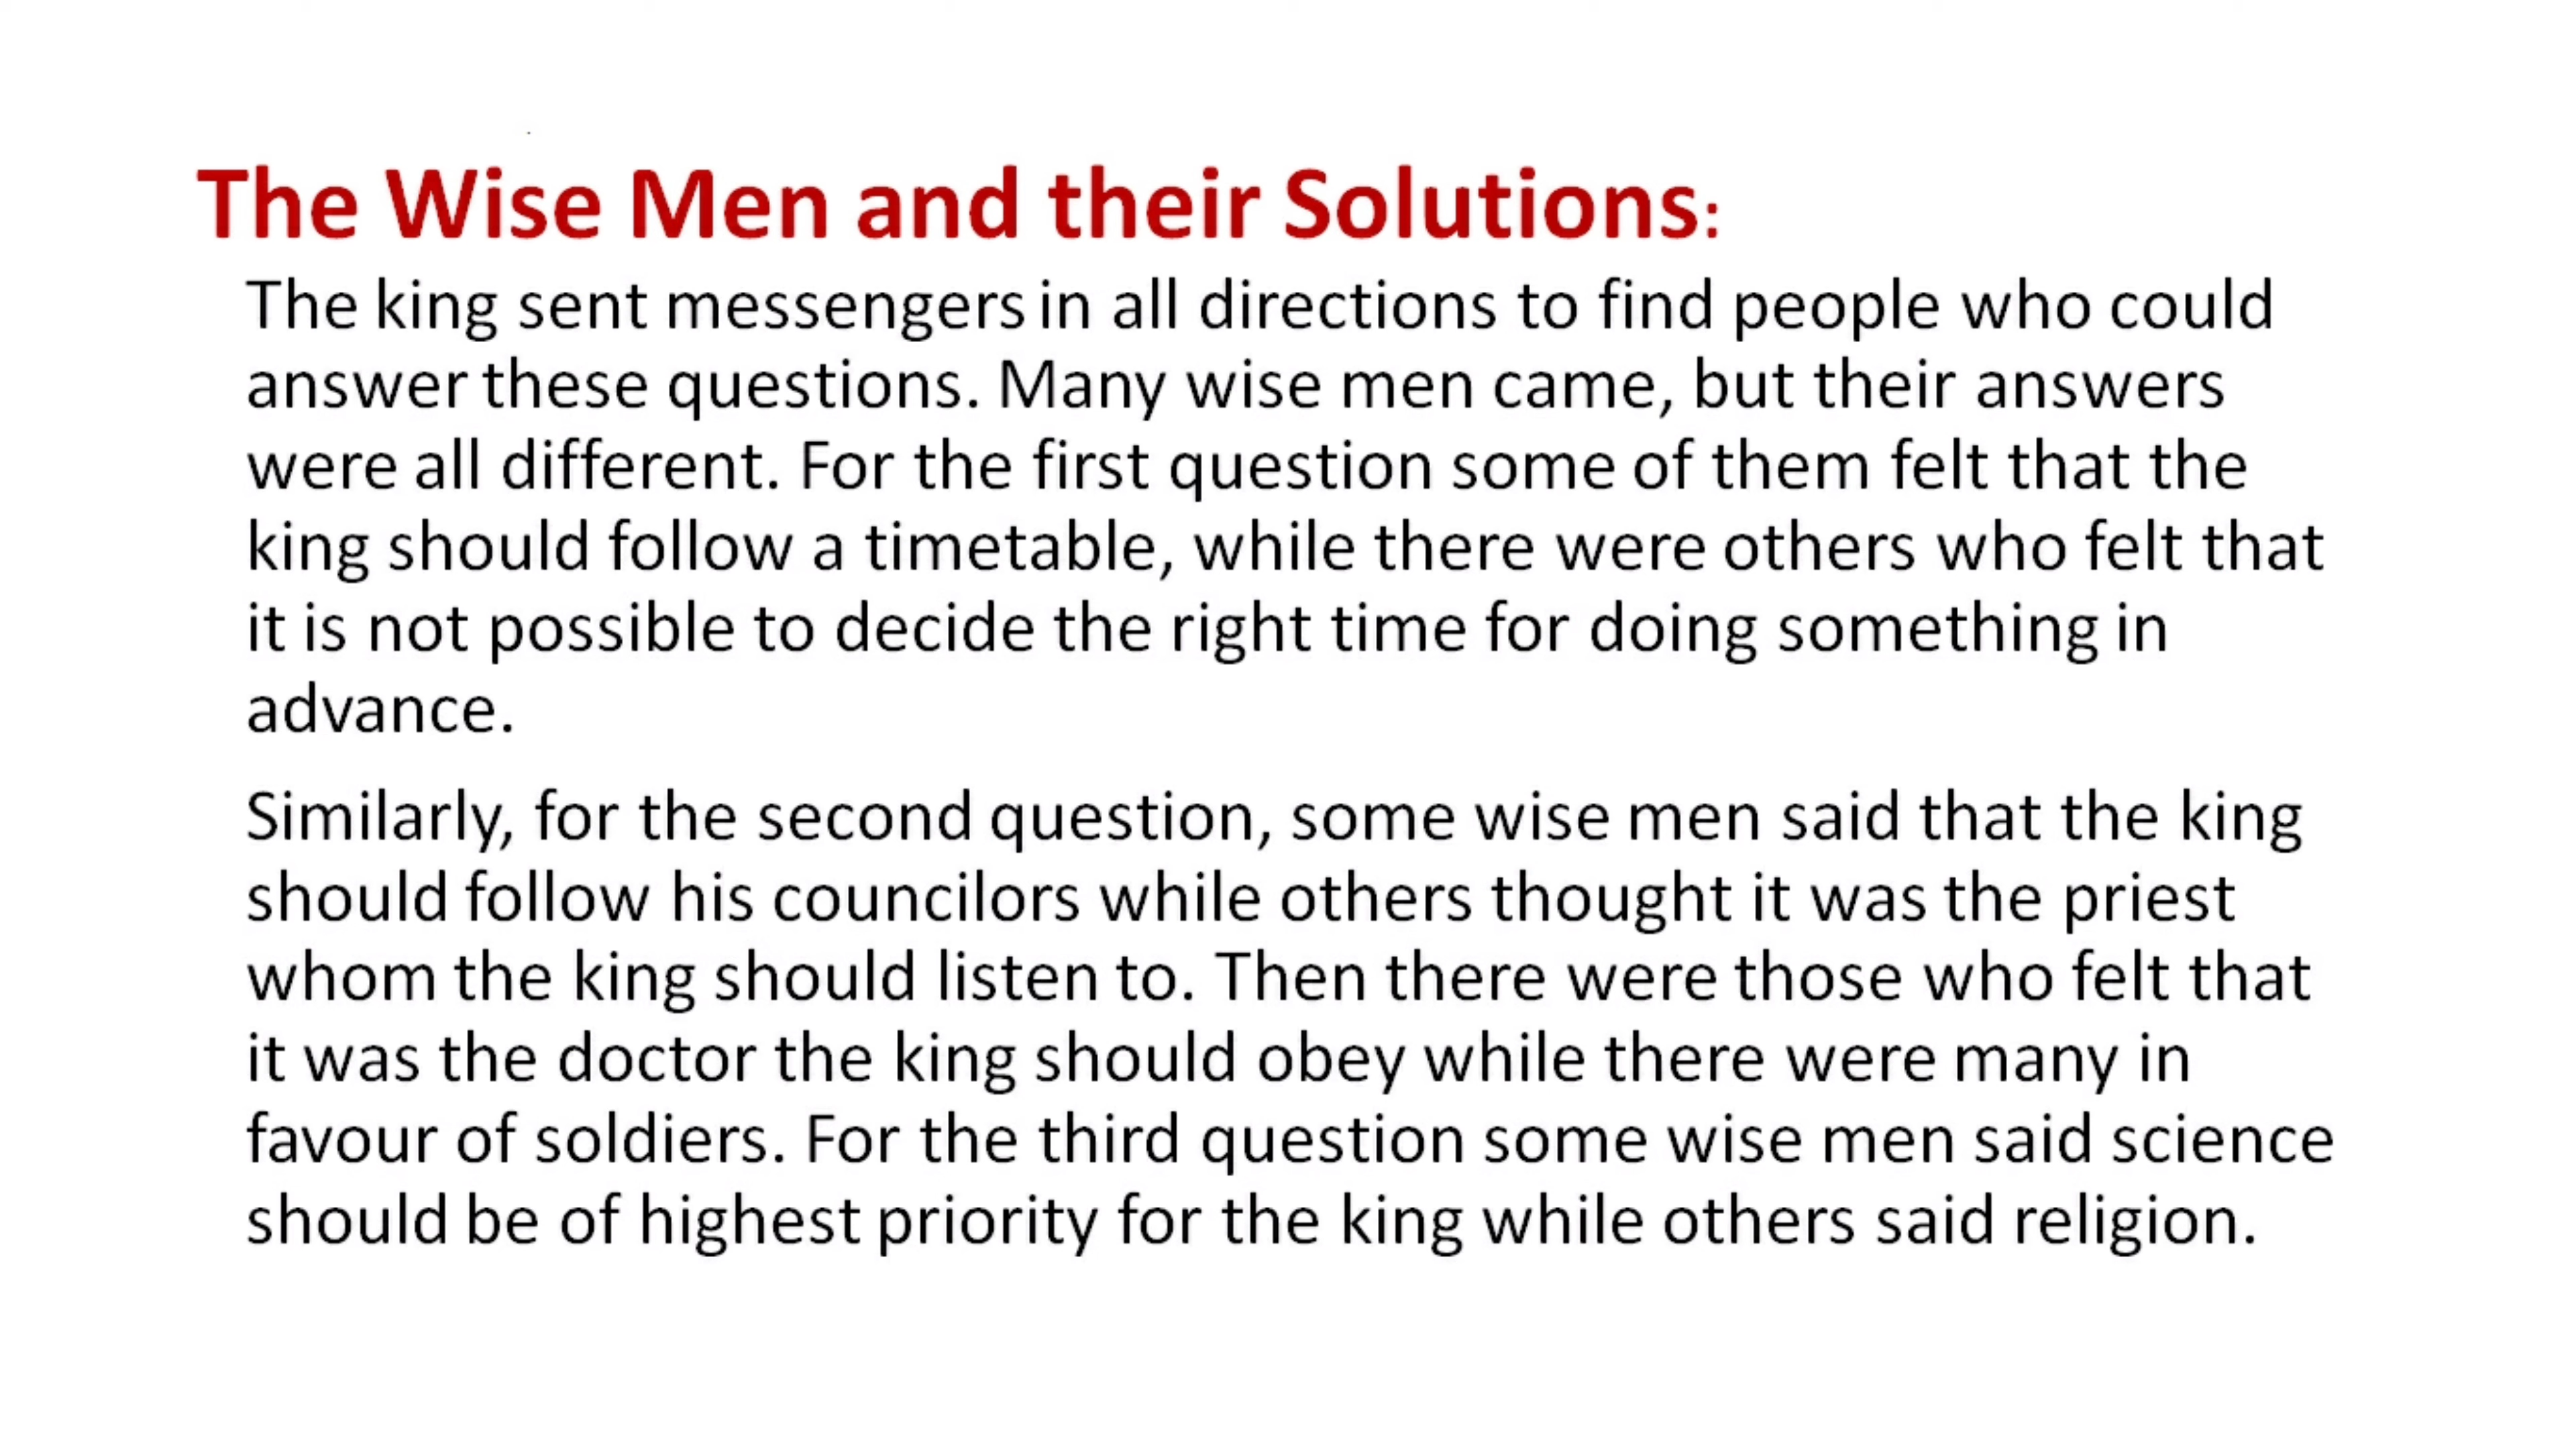 The Wise Men and their Solutions:
The king sent messengers in all directions to find people who could
answer these questions. Many wise men came, but their answers
were all different. For the first question some of them felt that the
king should follow a timetable, while there were others who felt that
it is not possible to decide the right time for doing something in
advance.
Similarly, for the second question, some wise men said that the king
should follow his councilors while others thought it was the priest
whom the king should listen to. Then there were those who felt that
it was the doctor the king should obey while there were many in
favour of soldiers. For the third question some wise men said science
should be of highest priority for the king while others said religion.